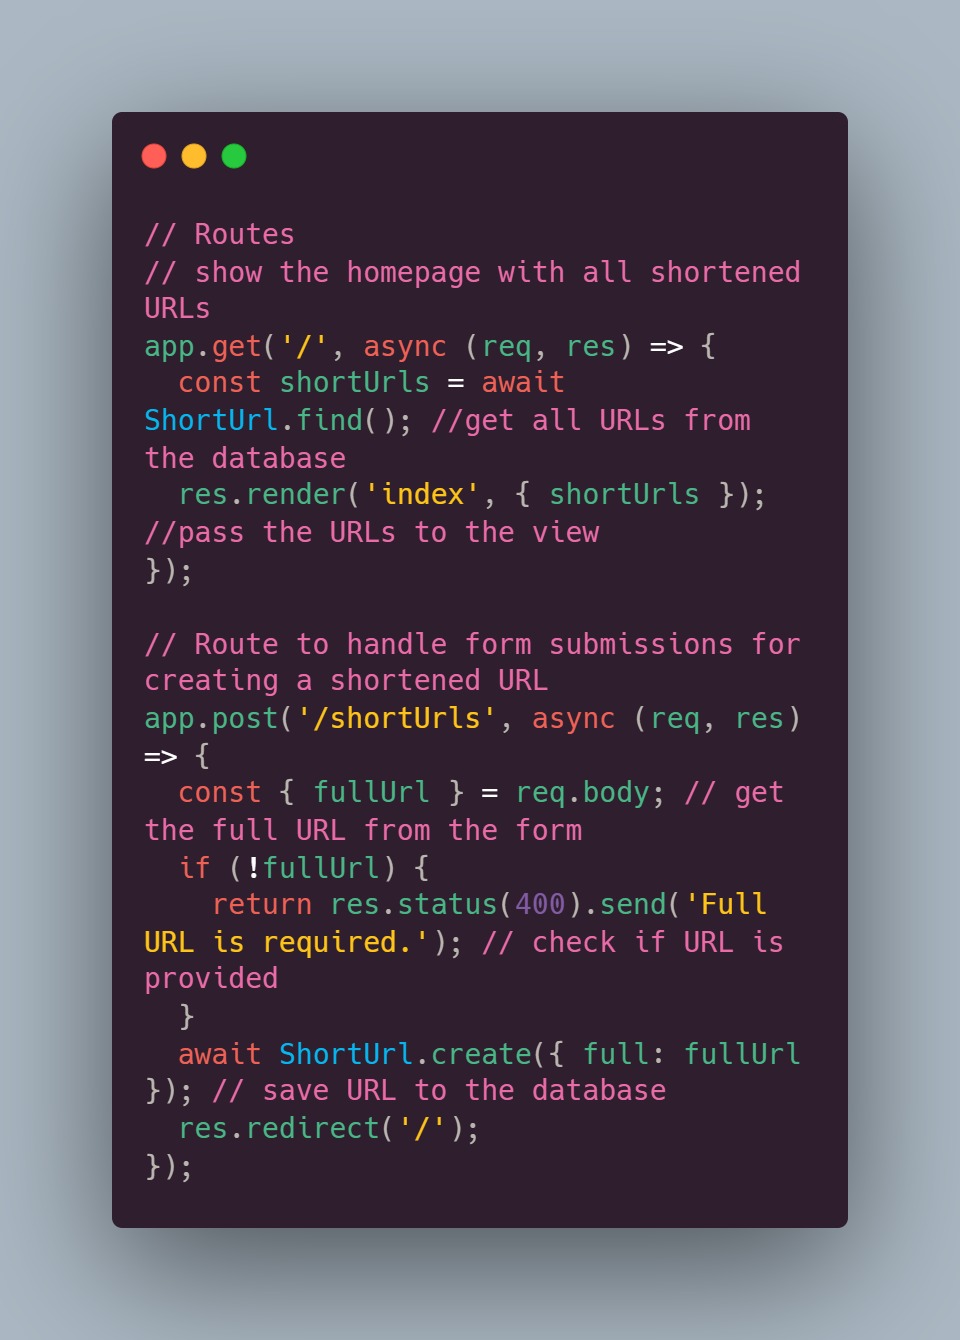 // Routes
// show the homepage with all shortened
URLs
app.get('/', async (req, res) => {
  const shortUrls = await
ShortUrl.find(); //get all URLs from
the database
  res.render('index', { shortUrls });
//pass the URLs to the view
});

// Route to handle form submissions for
creating a shortened URL
app.post('/shortUrls', async (req, res)
=> {
  const { fullUrl } = req.body; // get
the full URL from the form
  if (!fullUrl) {
    return res.status(400).send('Full
URL is required.'); // check if URL is
provided
  }
  await ShortUrl.create({ full: fullUrl
}); // save URL to the database
  res.redirect('/');
});